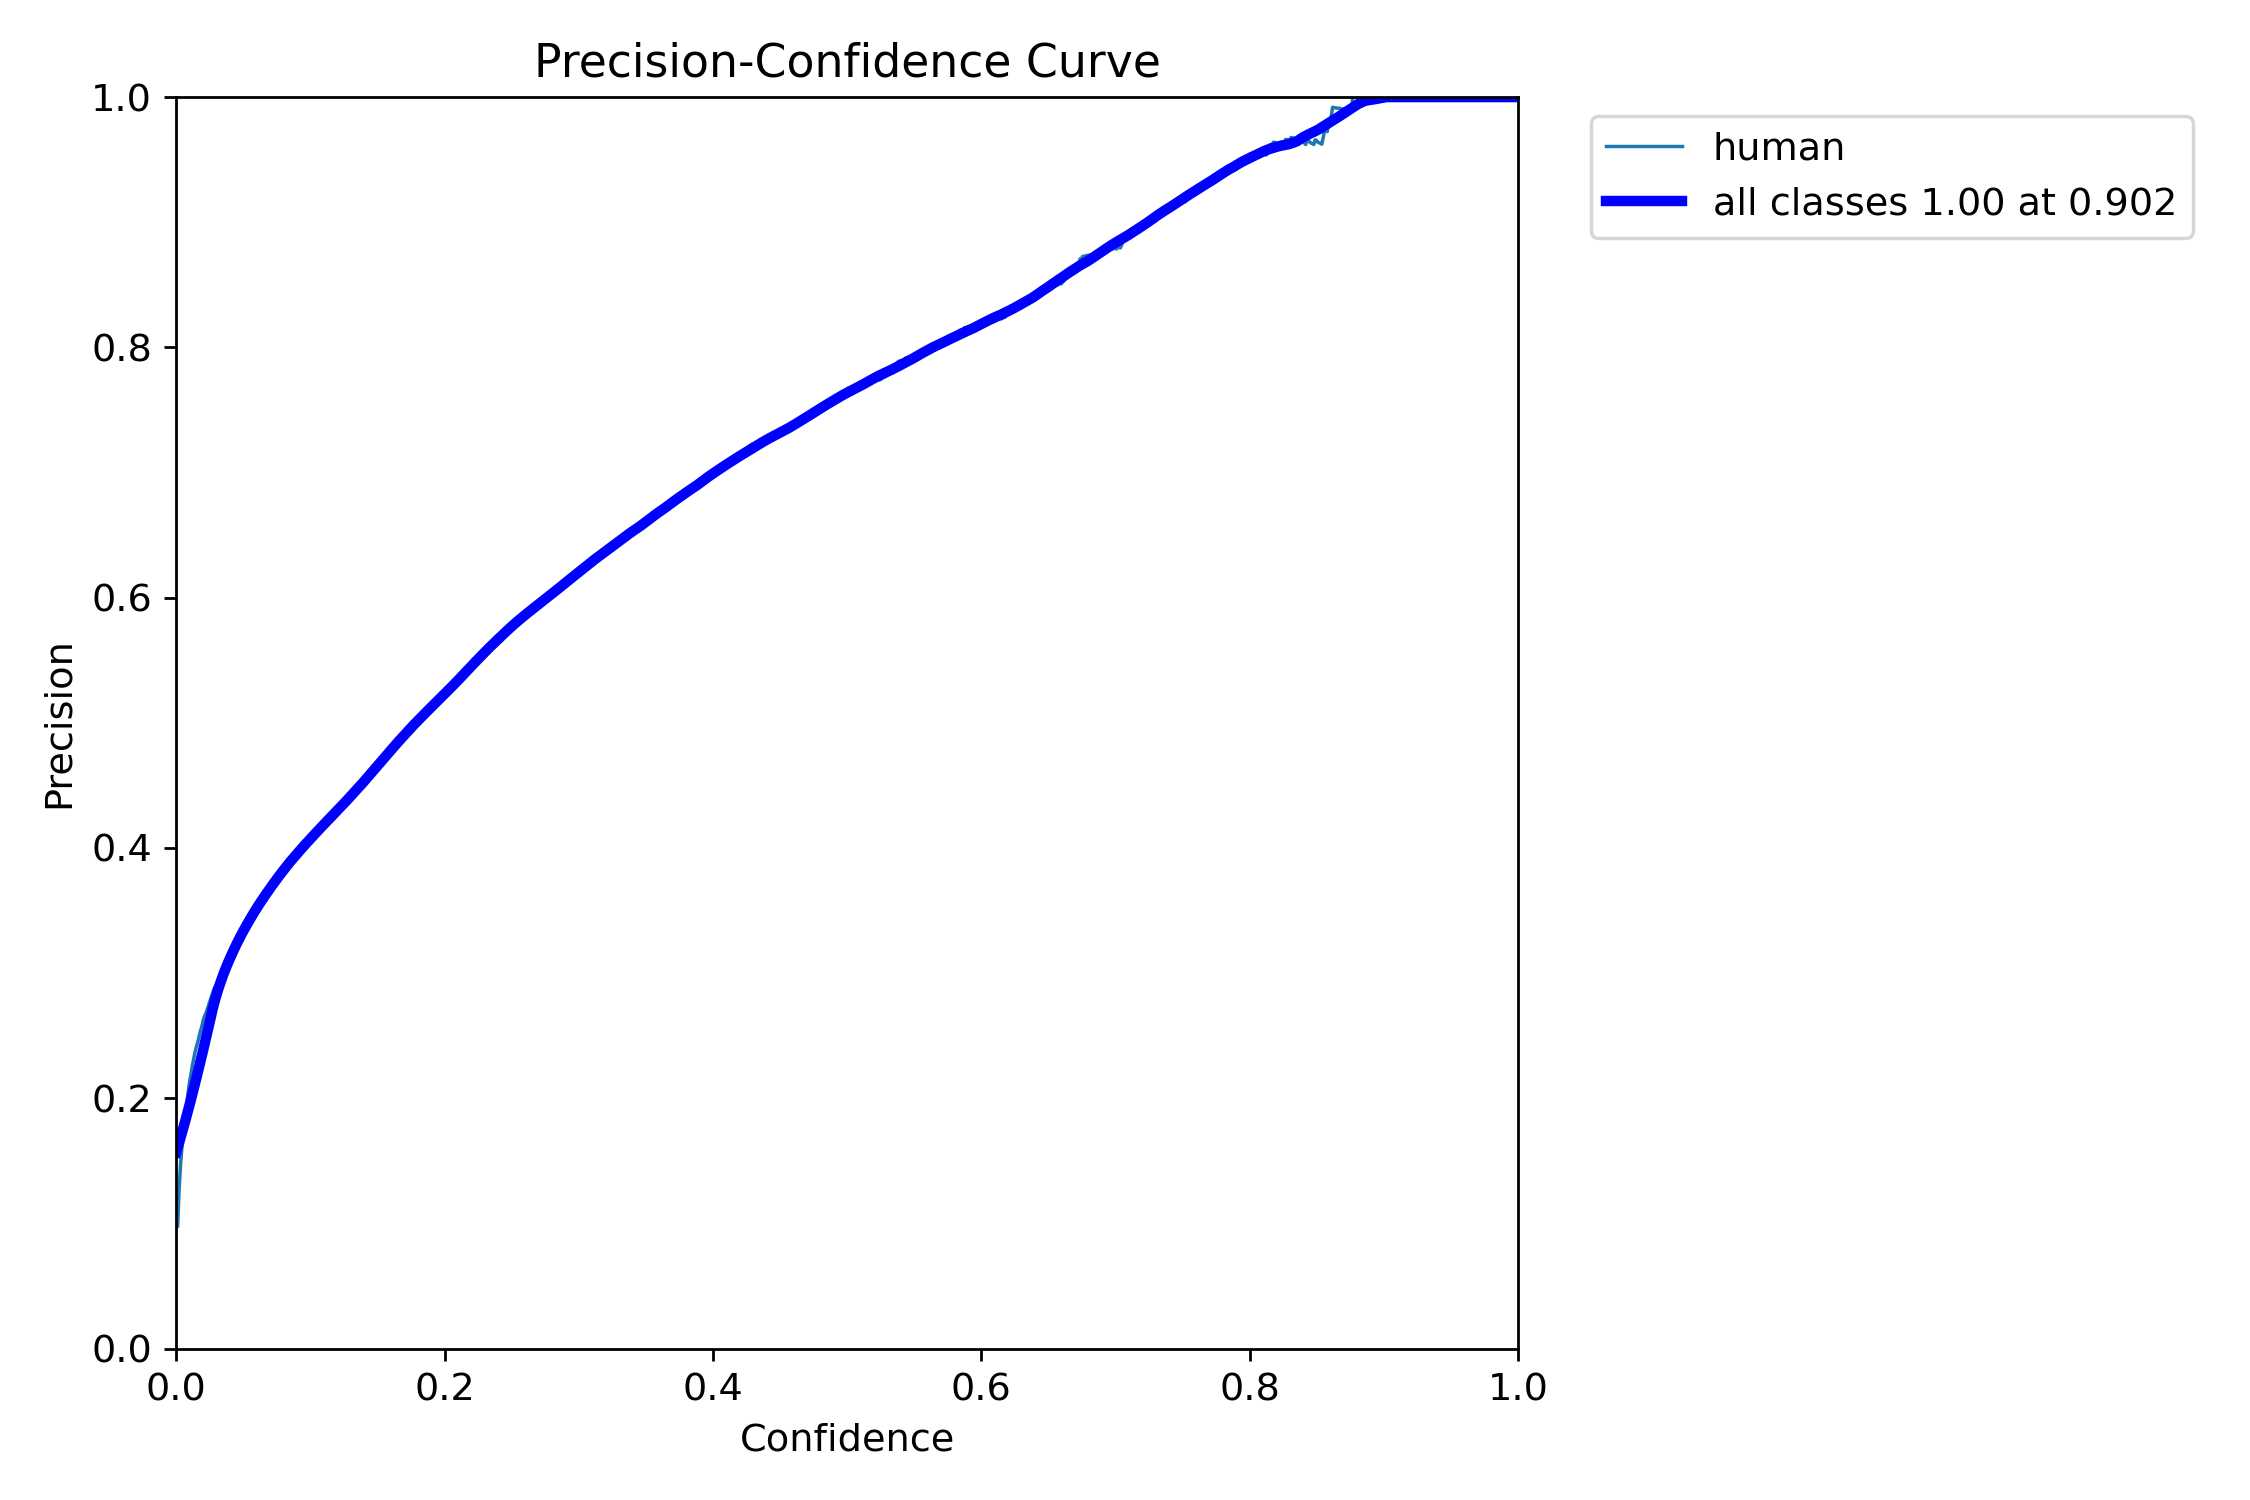 Precision-Confidence Curve
1.0
0.8
0.6
0.4
0.2
0.0
Precision
0.0 0.2 0.4 0.6 0.8 1.0
Confidence
human
all classes 1.00 at 0.902